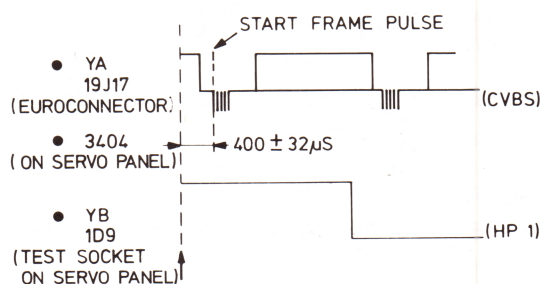 START FRAME PULSE
● YA
19J17
(EUROCONNECTOR)
(CVBS)
● 3404
(ON SERVO PANEL)
400 ± 32µS
● YB
1D9
(TEST SOCKET
ON SERVO PANEL)
(HP 1)